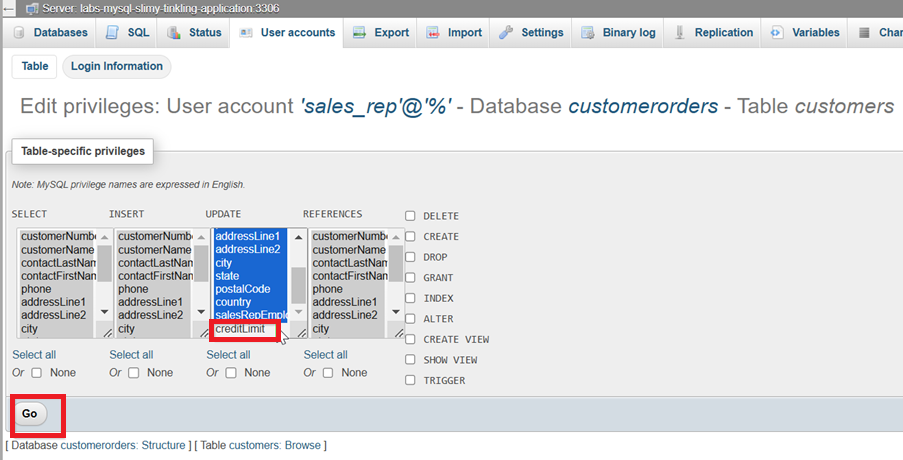 Server: labs-mysql-slimy-tinkling-application:3306
Databases SQL Status User accounts Export Import Settings Binary log Replication Variables Char
Table Login Information
Edit privileges: User account 'sales_rep'@'%' - Database customerorders - Table customers
Table-specific privileges
Note: MySQL privilege names are expressed in English.
SELECT INSERT UPDATE REFERENCES
customerNumbe customerNumbe addressLine1 customerNumbe
customerName customerName addressLine2 customerName
contactLastNam contactLastNam city contactLastNam
contactFirstNam contactFirstNam state contactFirstNam
phone phone postalCode phone
addressLine1 addressLine1 country addressLine1
addressLine2 addressLine2 salesRepEmplo addressLine2
city city creditLimit city
Select all Select all Select all Select all
Or None Or None Or None Or None
DELETE
CREATE
DROP
GRANT
INDEX
ALTER
CREATE VIEW
SHOW VIEW
TRIGGER
Go
[ Database customerorders: Structure ] [ Table customers: Browse ]